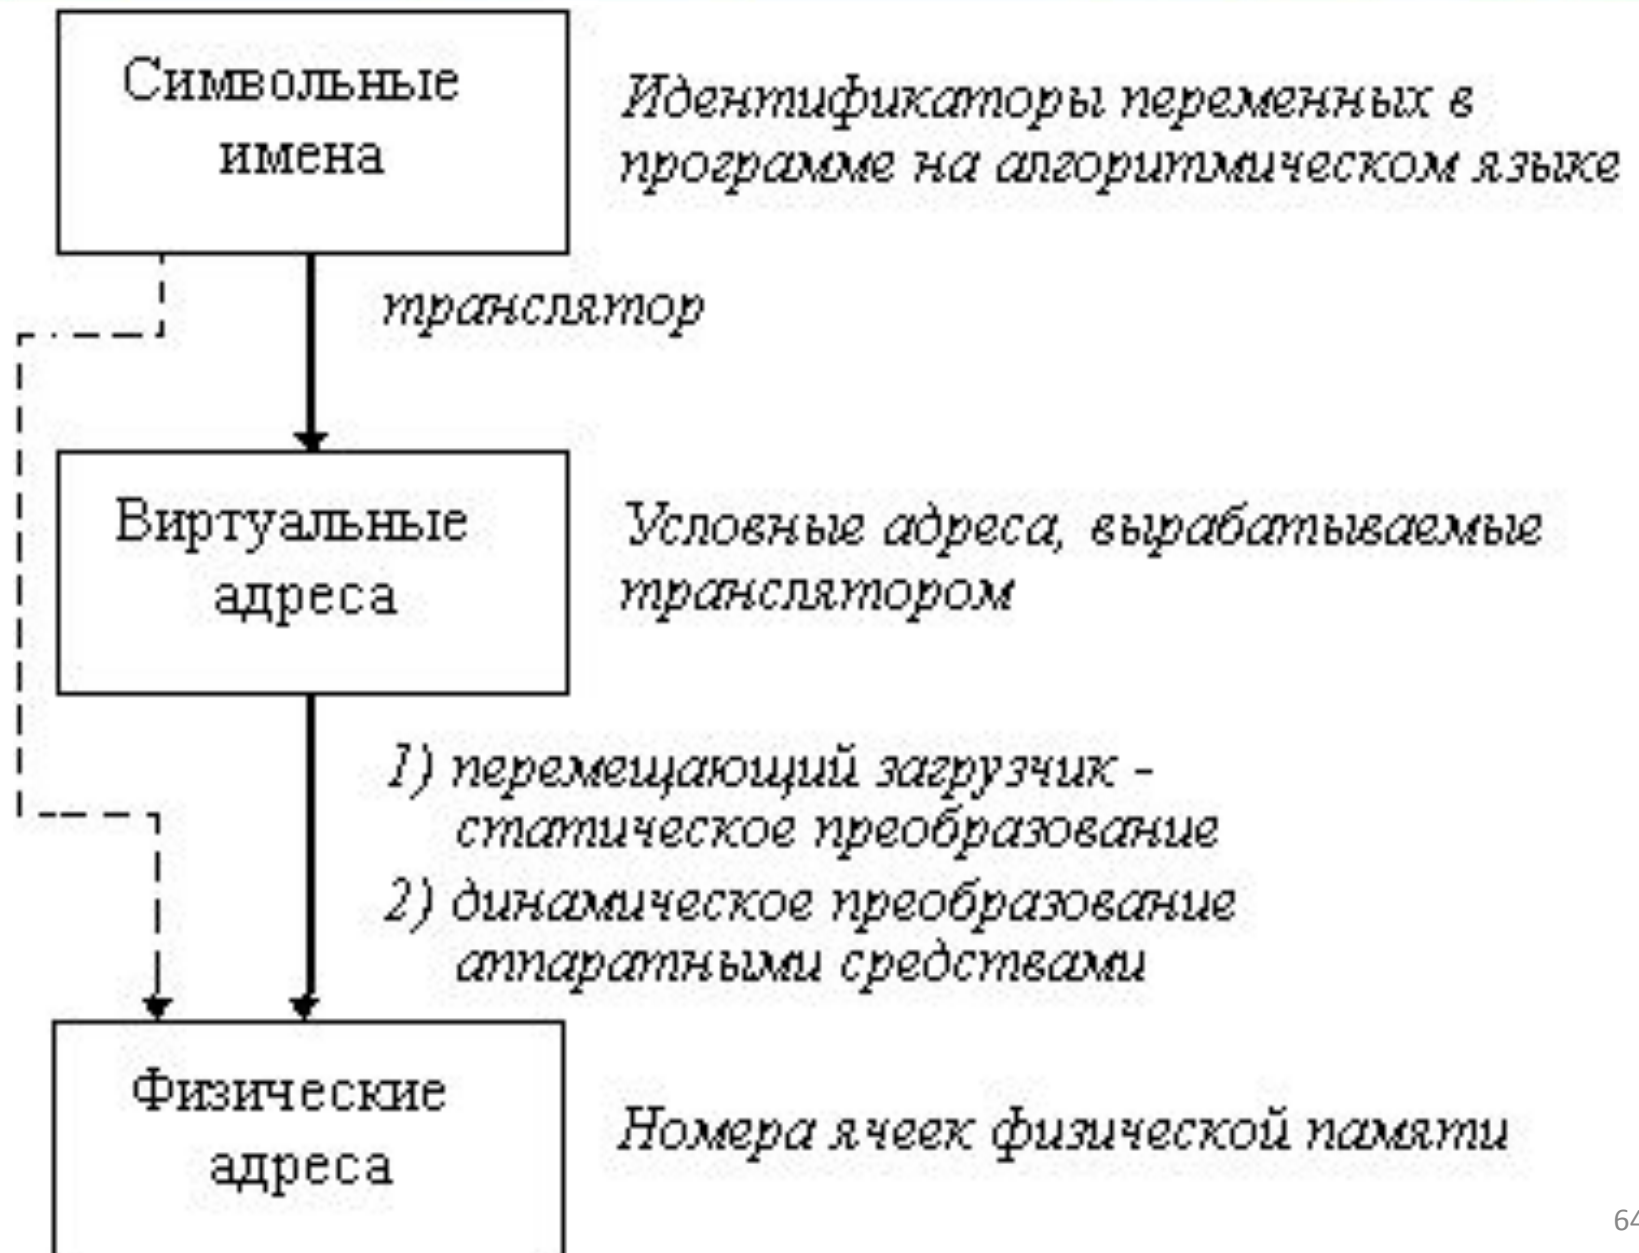 Символьные
имена
Идентификаторы переменных в
программе на алгоритмическом языке
транслятор
Виртуальные
адреса
Условные адреса, вырабатываемые
транслятором
1) перемещающий загрузчик -
статическое преобразование
2) динамическое преобразование
аппаратными средствами
Физические
адреса
Номера ячеек физической памяти
64